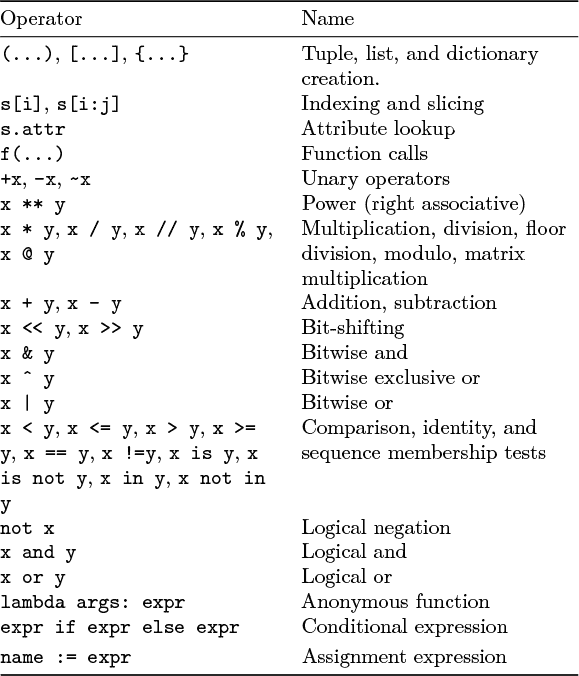 Operator Name
(...), [...], {...} Tuple, list, and dictionary
creation.
s[i], s[i:j] Indexing and slicing
s.attr Attribute lookup
f(...) Function calls
+x, -x, ~x Unary operators
x ** y Power (right associative)
x * y, x / y, x // y, x % y, Multiplication, division, floor
x @ y division, modulo, matrix
multiplication
x + y, x - y Addition, subtraction
x << y, x >> y Bit-shifting
x & y Bitwise and
x ^ y Bitwise exclusive or
x | y Bitwise or
x < y, x <= y, x > y, x >= Comparison, identity, and
y, x == y, x !=y, x is y, x sequence membership tests
is not y, x in y, x not in
y
not x Logical negation
x and y Logical and
x or y Logical or
lambda args: expr Anonymous function
expr if expr else expr Conditional expression
name := expr Assignment expression